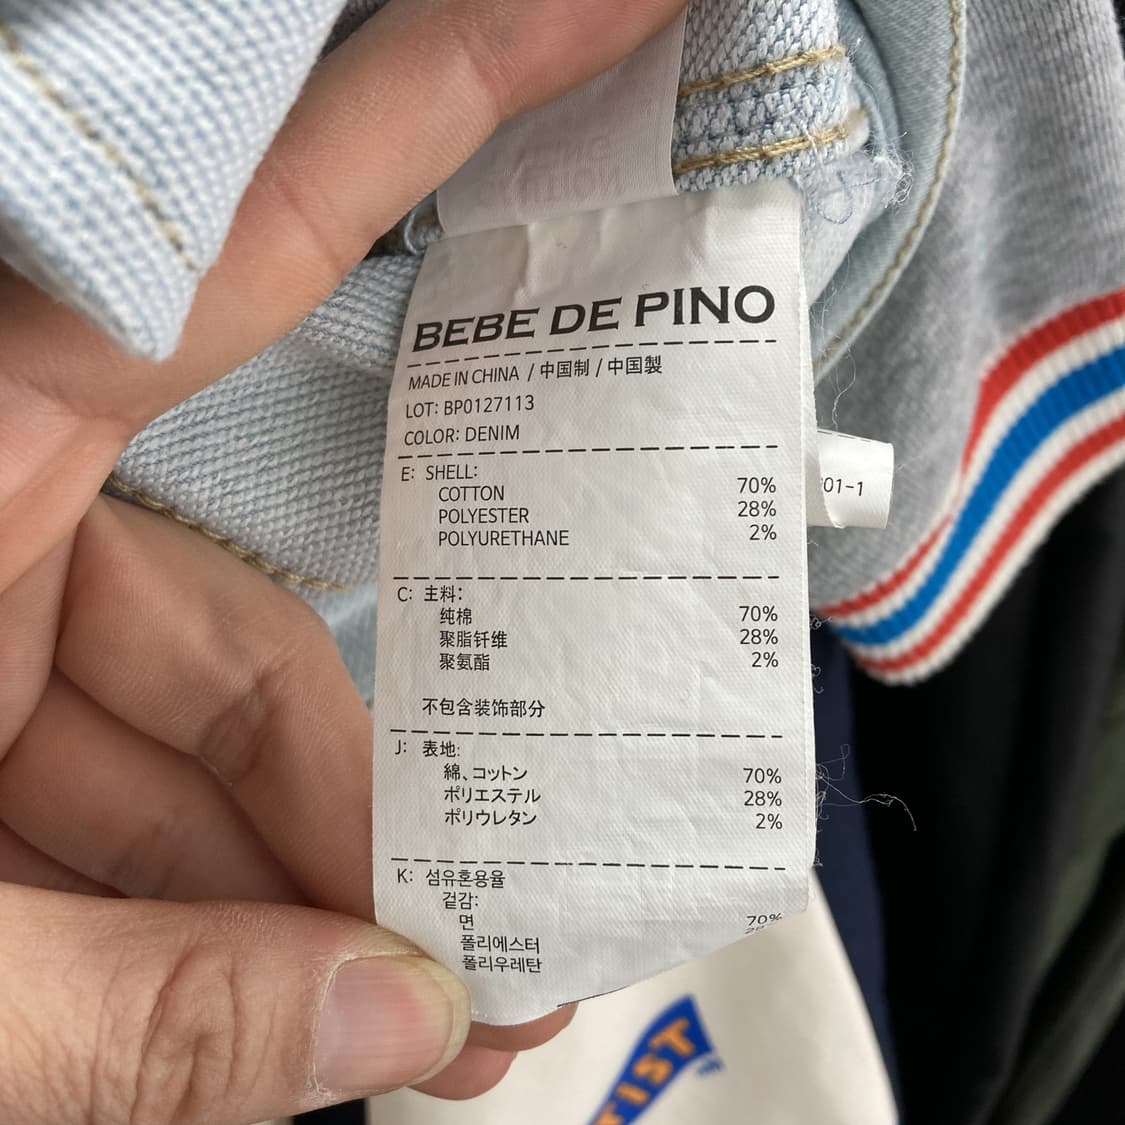 BEBE DE PINO
MADE IN CHINA / 中国制 / 中国製
LOT: BP0127113
COLOR: DENIM
E: SHELL:
COTTON 70%
POLYESTER 28%
POLYURETHANE 2%
C: 主料:
纯棉 70%
聚脂钎维 28%
聚氨酯 2%
不包含装饰部分
J: 表地:
綿、コットン 70%
ポリエステル 28%
ポリウレタン 2%
K: 섬유혼용율
겉감:
면 70%
폴리에스터
폴리우레탄
01-1